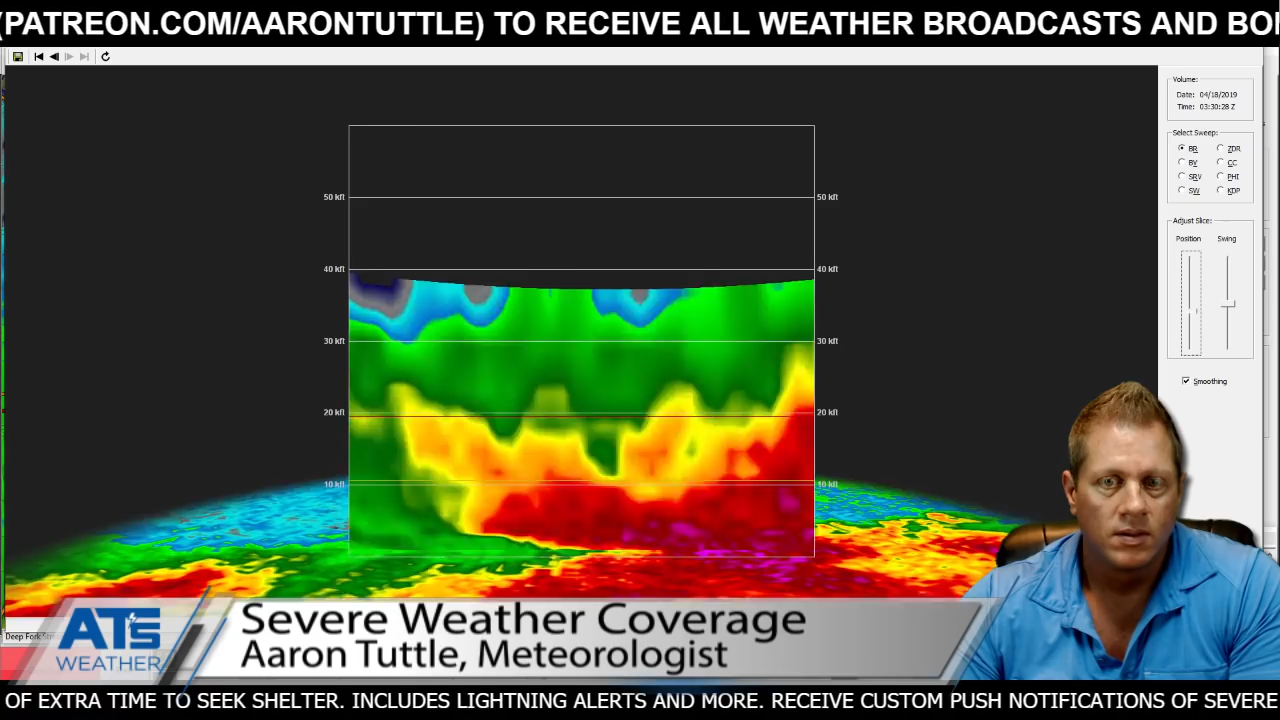 (PATREON.COM/AARONTUTTLE) TO RECEIVE ALL WEATHER BROADCASTS AND BO
Volume:
Date: 04/18/2019
Time: 03:30:28 Z
Select Sweep:
BR ZDR
BV CC
SRV PHI
SW KDP
Adjust Slice:
Position Swing
Smoothing
50 kft 50 kft
40 kft 40 kft
30 kft 30 kft
20 kft 20 kft
10 kft 10 kft
Deep Fork
ATS
WEATHER
Severe Weather Coverage
Aaron Tuttle, Meteorologist
OF EXTRA TIME TO SEEK SHELTER. INCLUDES LIGHTNING ALERTS AND MORE. RECEIVE CUSTOM PUSH NOTIFICATIONS OF SEVERE